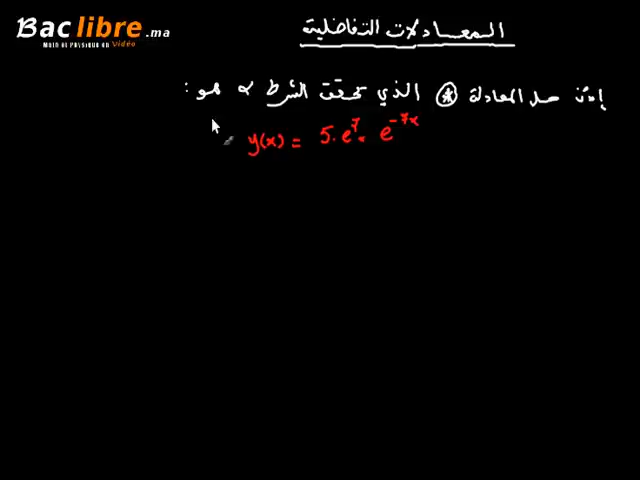 Bac libre.ma
Math et Physique en Vidéo
المعادلات التفاضلية
إذن حل المعادلة ⊛ الذي تحقق الشرط α هو :
y(x) = 5.e⁷. e⁻⁷ˣ